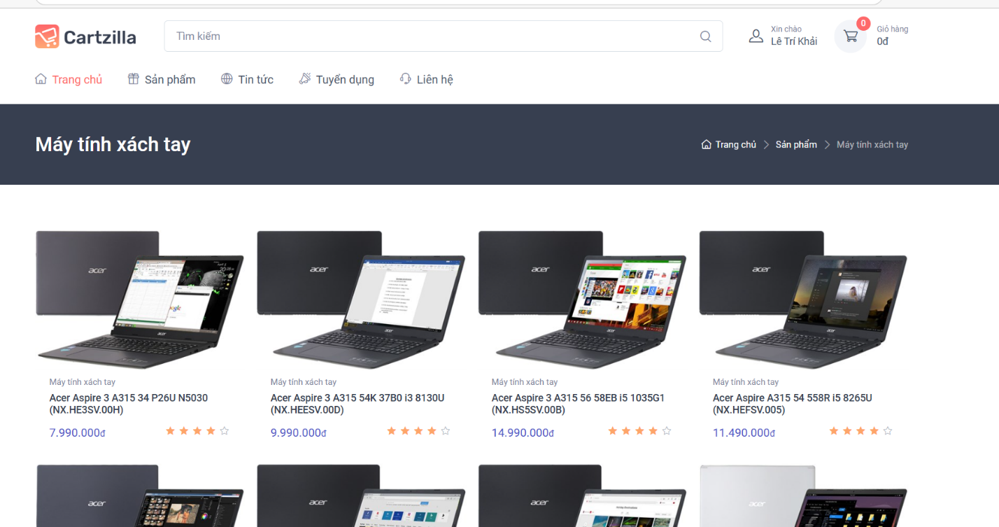 Cartzilla
Tìm kiếm
Xin chào
Lê Trí Khải
0
Giỏ hàng
0đ
Trang chủ
Sản phẩm
Tin tức
Tuyển dụng
Liên hệ
Máy tính xách tay
Trang chủ
Sản phẩm
Máy tính xách tay
acer
acer
acer
acer
acer
acer
acer
acer
Máy tính xách tay
Acer Aspire 3 A315 34 P26U N5030
(NX.HE3SV.00H)
7.990.000đ
Máy tính xách tay
Acer Aspire 3 A315 54K 37B0 i3 8130U
(NX.HEESV.00D)
9.990.000đ
Máy tính xách tay
Acer Aspire 3 A315 56 58EB i5 1035G1
(NX.HS5SV.00B)
14.990.000đ
Máy tính xách tay
Acer Aspire A315 54 558R i5 8265U
(NX.HEFSV.005)
11.490.000đ
acer
acer
acer
acer